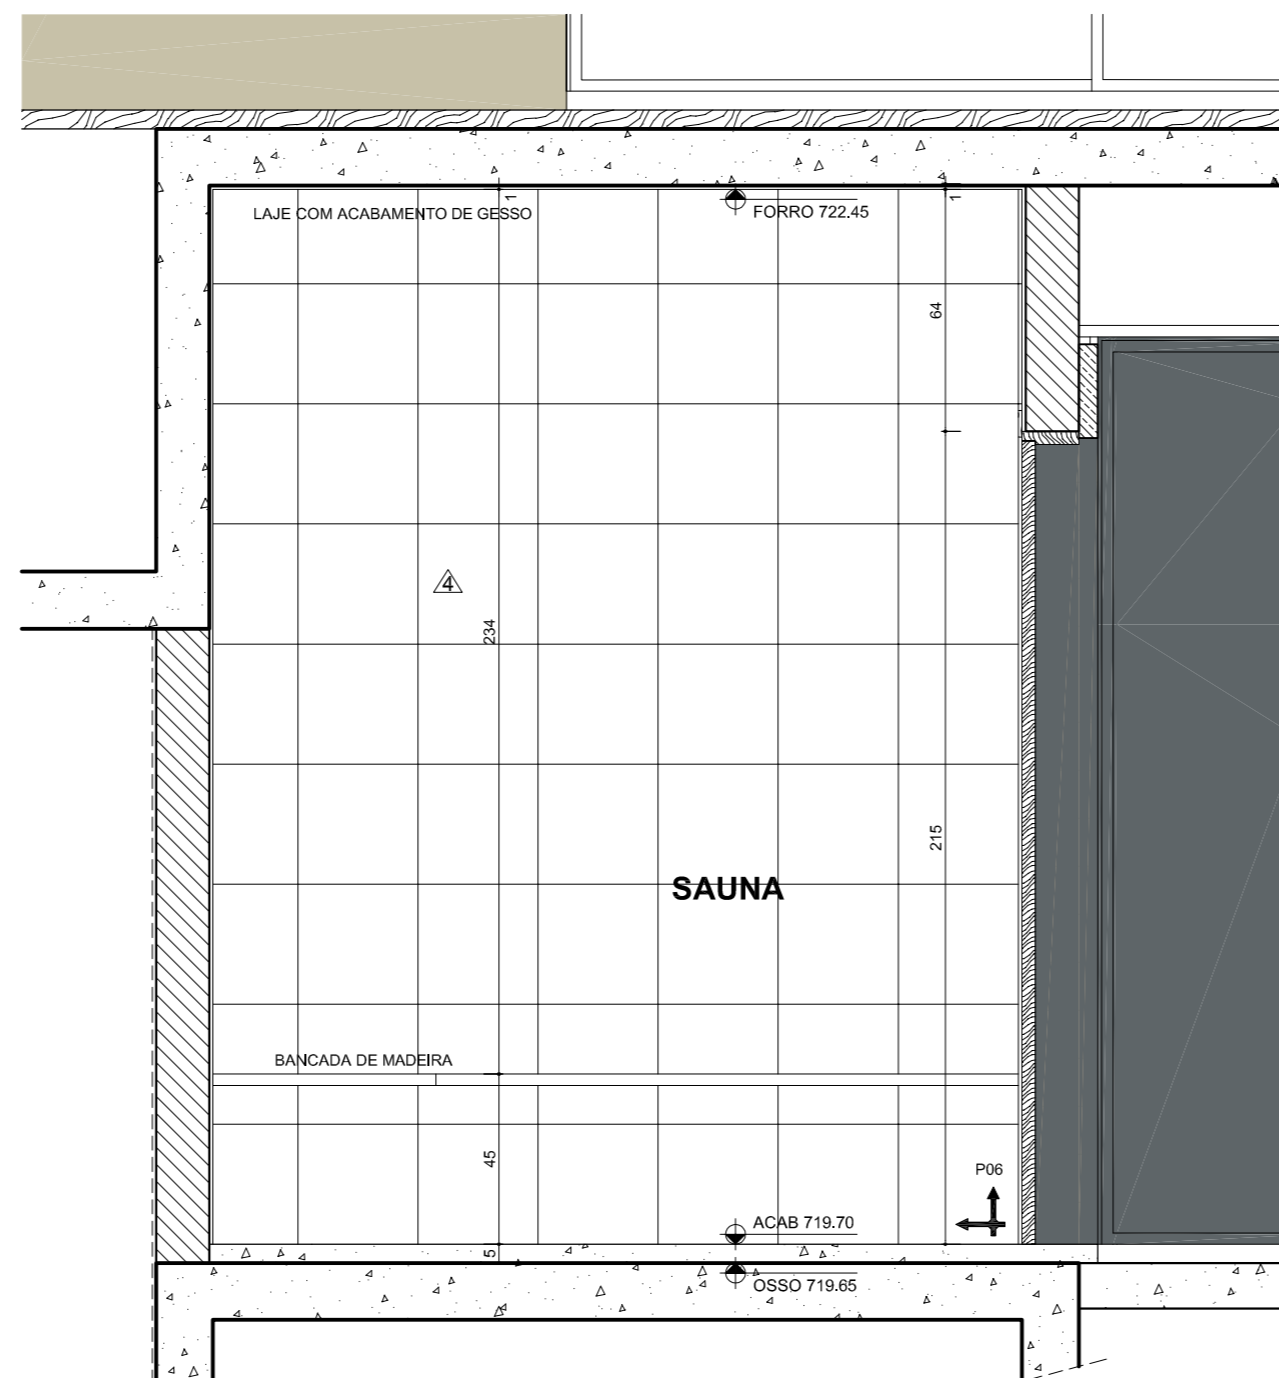 1
1
LAJE COM ACABAMENTO DE GESSO
FORRO 722.45
64
4
234
215
SAUNA
BANCADA DE MADEIRA
45
P06
ACAB 719.70
5
OSSO 719.65